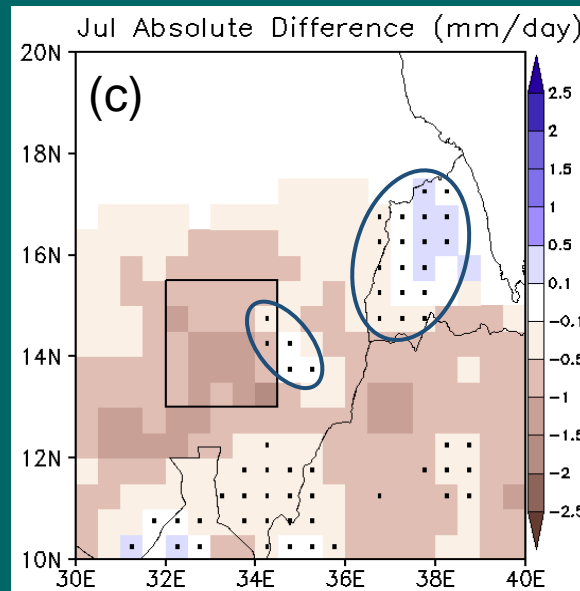 Jul Absolute Difference (mm/day)
(c)
20N
18N
16N
14N
12N
10N
30E 32E 34E 36E 38E 40E
2.5
2
1.5
1
0.5
0.1
-0.1
-0.5
-1
-1.5
-2
-2.5